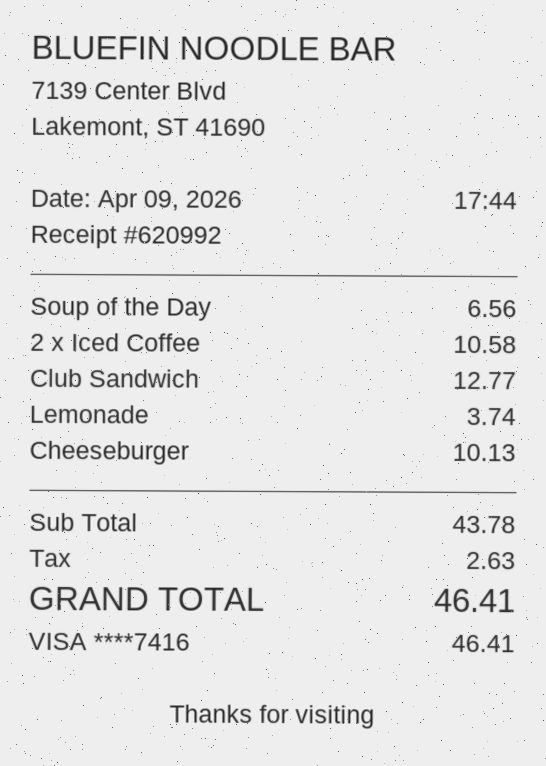 BLUEFIN NOODLE BAR
7139 Center Blvd
Lakemont, ST 41690
Date: Apr 09, 2026 17:44
Receipt #620992
Soup of the Day 6.56
2 x Iced Coffee 10.58
Club Sandwich 12.77
Lemonade 3.74
Cheeseburger 10.13
Sub Total 43.78
Tax 2.63
GRAND TOTAL 46.41
VISA ****7416 46.41
Thanks for visiting